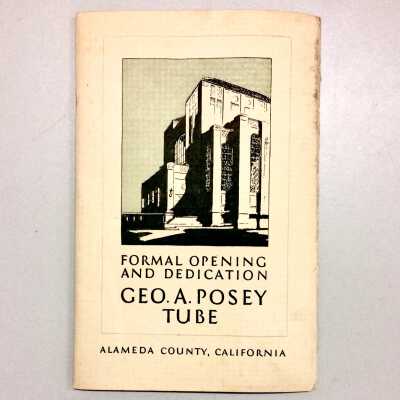 FORMAL OPENING
AND DEDICATION
GEO. A. POSEY
TUBE
ALAMEDA COUNTY, CALIFORNIA